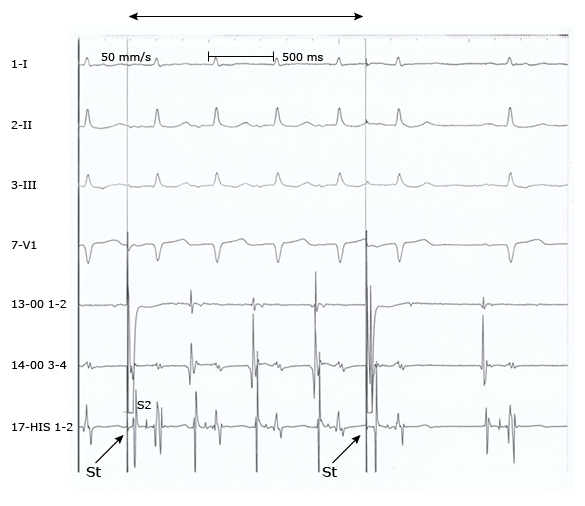 50 mm/s 500 ms
1-I
2-II
3-III
7-V1
13-00 1-2
14-00 3-4
S2
17-HIS 1-2
St St